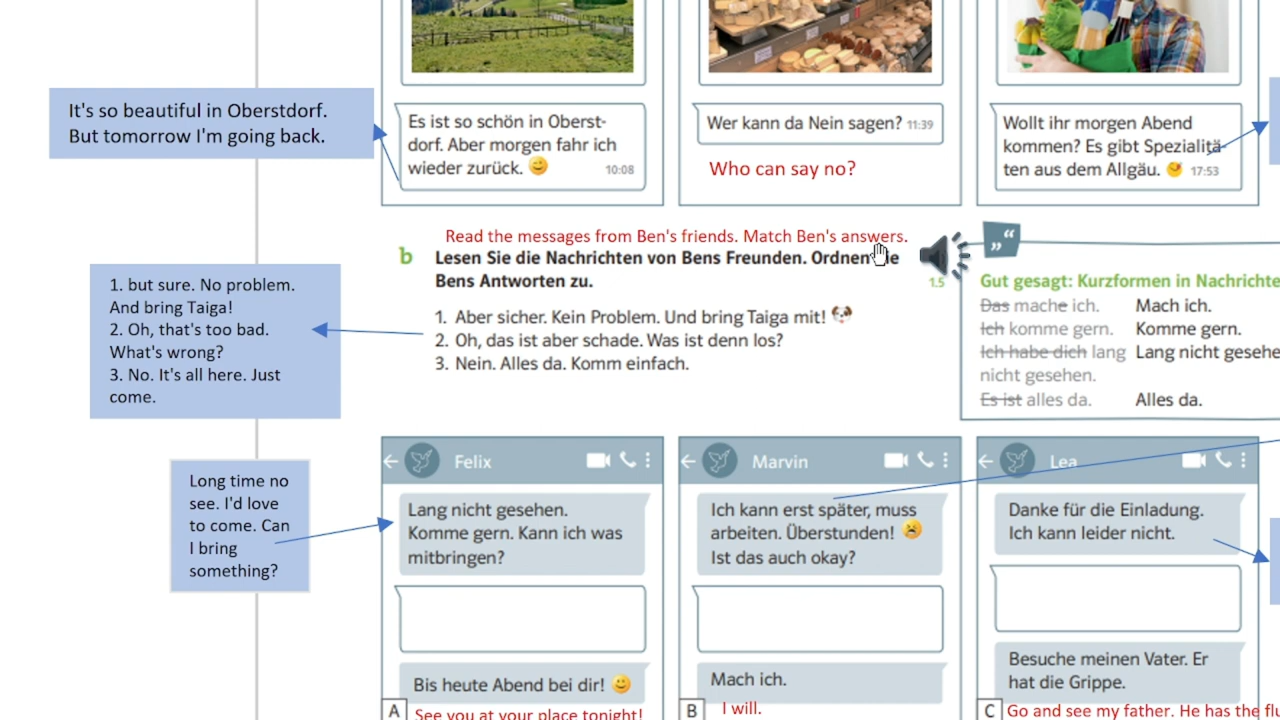 It's so beautiful in Oberstdorf.
But tomorrow I'm going back.
Es ist so schön in Oberst-
dorf. Aber morgen fahr ich
wieder zurück. 😉 10:08
Wer kann da Nein sagen? 11:39
Who can say no?
Wollt ihr morgen Abend
kommen? Es gibt Spezialitä-
ten aus dem Allgäu. 17:53
Read the messages from Ben's friends. Match Ben's answers.
b Lesen Sie die Nachrichten von Bens Freunden. Ordnen
Bens Antworten zu.
1.5
1. Aber sicher. Kein Problem. Und bring Taiga mit! 🐶
2. Oh, das ist aber schade. Was ist denn los?
3. Nein. Alles da. Komm einfach.
1. but sure. No problem.
And bring Taiga!
2. Oh, that's too bad.
What's wrong?
3. No. It's all here. Just
come.
„“
Gut gesagt: Kurzformen in Nachrichte
Das mache ich. Mach ich.
Ich komme gern. Komme gern.
Ich habe dich lang Lang nicht gesehe
nicht gesehen.
Es ist alles da. Alles da.
Long time no
see. I'd love
to come. Can
I bring
something?
Felix
Lang nicht gesehen.
Komme gern. Kann ich was
mitbringen?
Bis heute Abend bei dir! 😊
A See you at your place tonight!
Marvin
Ich kann erst später, muss
arbeiten. Überstunden! 😫
Ist das auch okay?
Mach ich.
B I will.
Lea
Danke für die Einladung.
Ich kann leider nicht.
Besuche meinen Vater. Er
hat die Grippe.
C Go and see my father. He has the flu